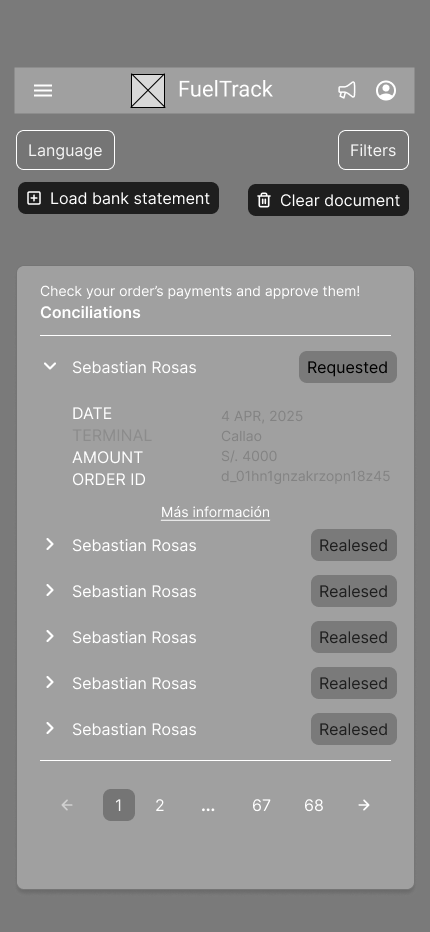 FuelTrack
Language
Filters
Load bank statement
Clear document
Check your order's payments and approve them!
Conciliations
Sebastian Rosas Requested
DATE 4 APR, 2025
TERMINAL Callao
AMOUNT S/. 4000
ORDER ID d_01hn1gnzakrzopn18z45
Más información
Sebastian Rosas Realesed
Sebastian Rosas Realesed
Sebastian Rosas Realesed
Sebastian Rosas Realesed
Sebastian Rosas Realesed
1 2 ... 67 68